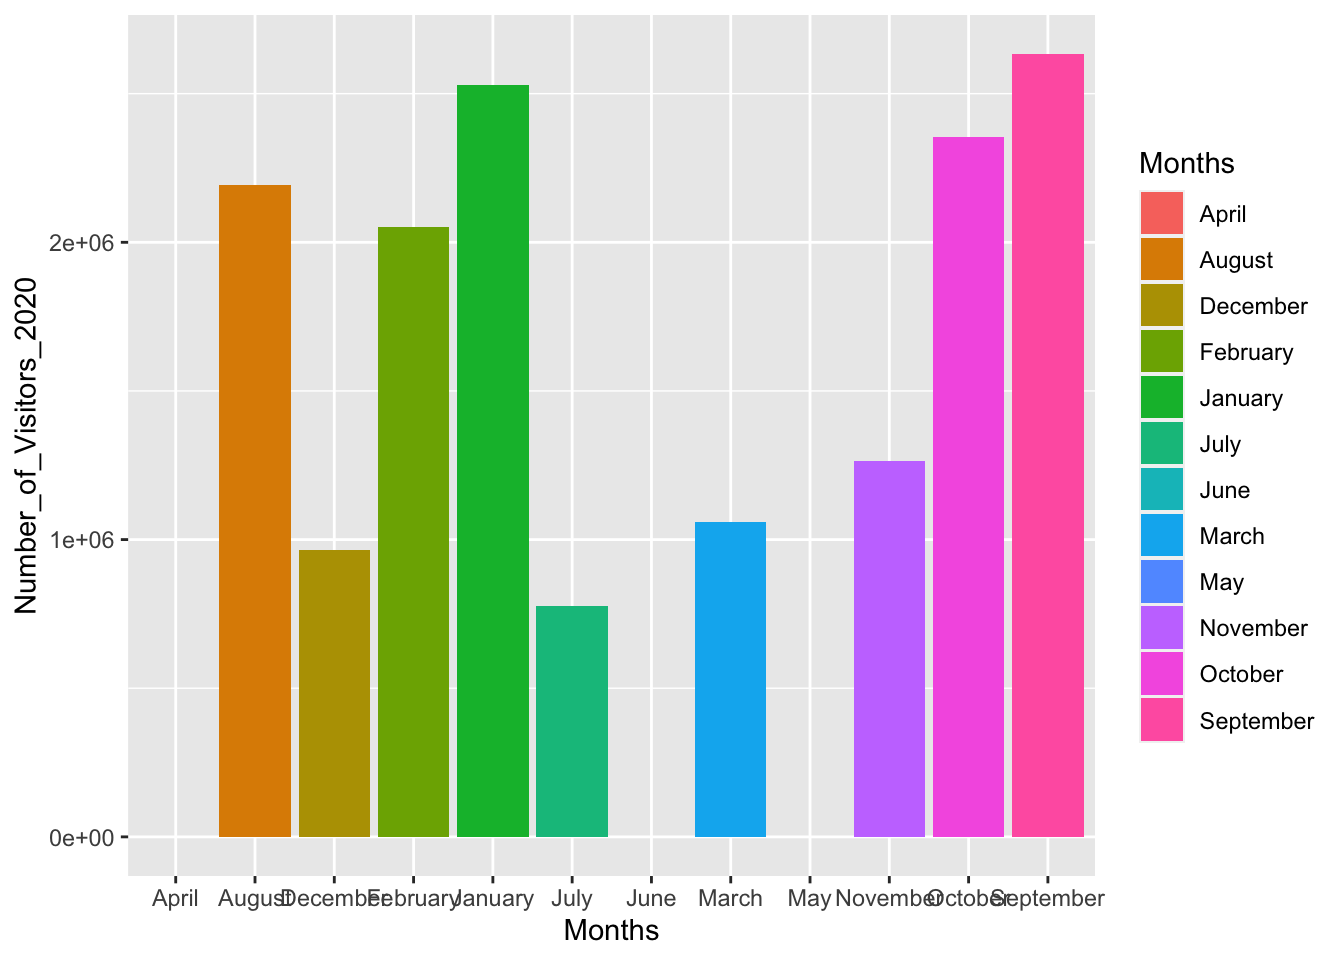 Number_of_Visitors_2020
2e+06
1e+06
0e+00
April August December February January July June March May November October September
Months
Months
April
August
December
February
January
July
June
March
May
November
October
September